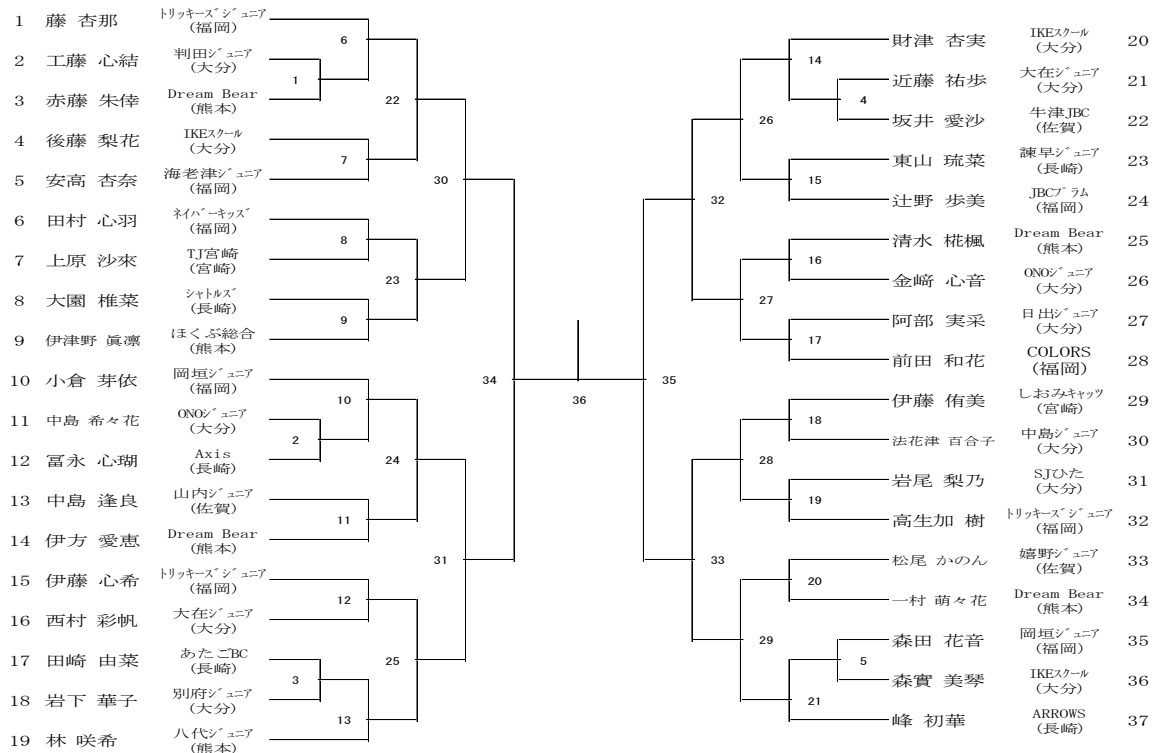 1 藤 杏那 トリッキーズジュニア (福岡)
2 工藤 心結 判田ジュニア (大分)
3 赤藤 朱倖 Dream Bear (熊本)
4 後藤 梨花 IKEスクール (大分)
5 安高 杏奈 海老津ジュニア (福岡)
6 田村 心羽 ネイバーキッズ (福岡)
7 上原 沙來 TJ宮崎 (宮崎)
8 大園 椎菜 シャトルズ (長崎)
9 伊津野 眞凛 ほくぶ総合 (熊本)
10 小倉 芽依 岡垣ジュニア (福岡)
11 中島 希々花 ONOジュニア (大分)
12 冨永 心瑚 Axis (長崎)
13 中島 逢良 山内ジュニア (佐賀)
14 伊方 愛恵 Dream Bear (熊本)
15 伊藤 心希 トリッキーズジュニア (福岡)
16 西村 彩帆 大在ジュニア (大分)
17 田崎 由菜 あたごBC (長崎)
18 岩下 華子 別府ジュニア (大分)
19 林 咲希 八代ジュニア (熊本)
6
1
22
7
30
8
23
9
34
10
2
24
11
31
12
25
3
13
36
35
14
4
26
15
32
16
27
17
18
28
19
33
20
29
5
21
財津 杏実 IKEスクール (大分) 20
近藤 祐歩 大在ジュニア (大分) 21
坂井 愛沙 牛津JBC (佐賀) 22
東山 琉菜 諫早ジュニア (長崎) 23
辻野 歩美 JBCプラム (福岡) 24
清水 椛楓 Dream Bear (熊本) 25
金﨑 心音 ONOジュニア (大分) 26
阿部 実采 日出ジュニア (大分) 27
前田 和花 COLORS (福岡) 28
伊藤 侑美 しおみキャッツ (宮崎) 29
法花津 百合子 中島ジュニア (大分) 30
岩尾 梨乃 SJひた (大分) 31
高生加 樹 トリッキーズジュニア (福岡) 32
松尾 かのん 嬉野ジュニア (佐賀) 33
一村 萌々花 Dream Bear (熊本) 34
森田 花音 岡垣ジュニア (福岡) 35
森實 美琴 IKEスクール (大分) 36
峰 初華 ARROWS (長崎) 37